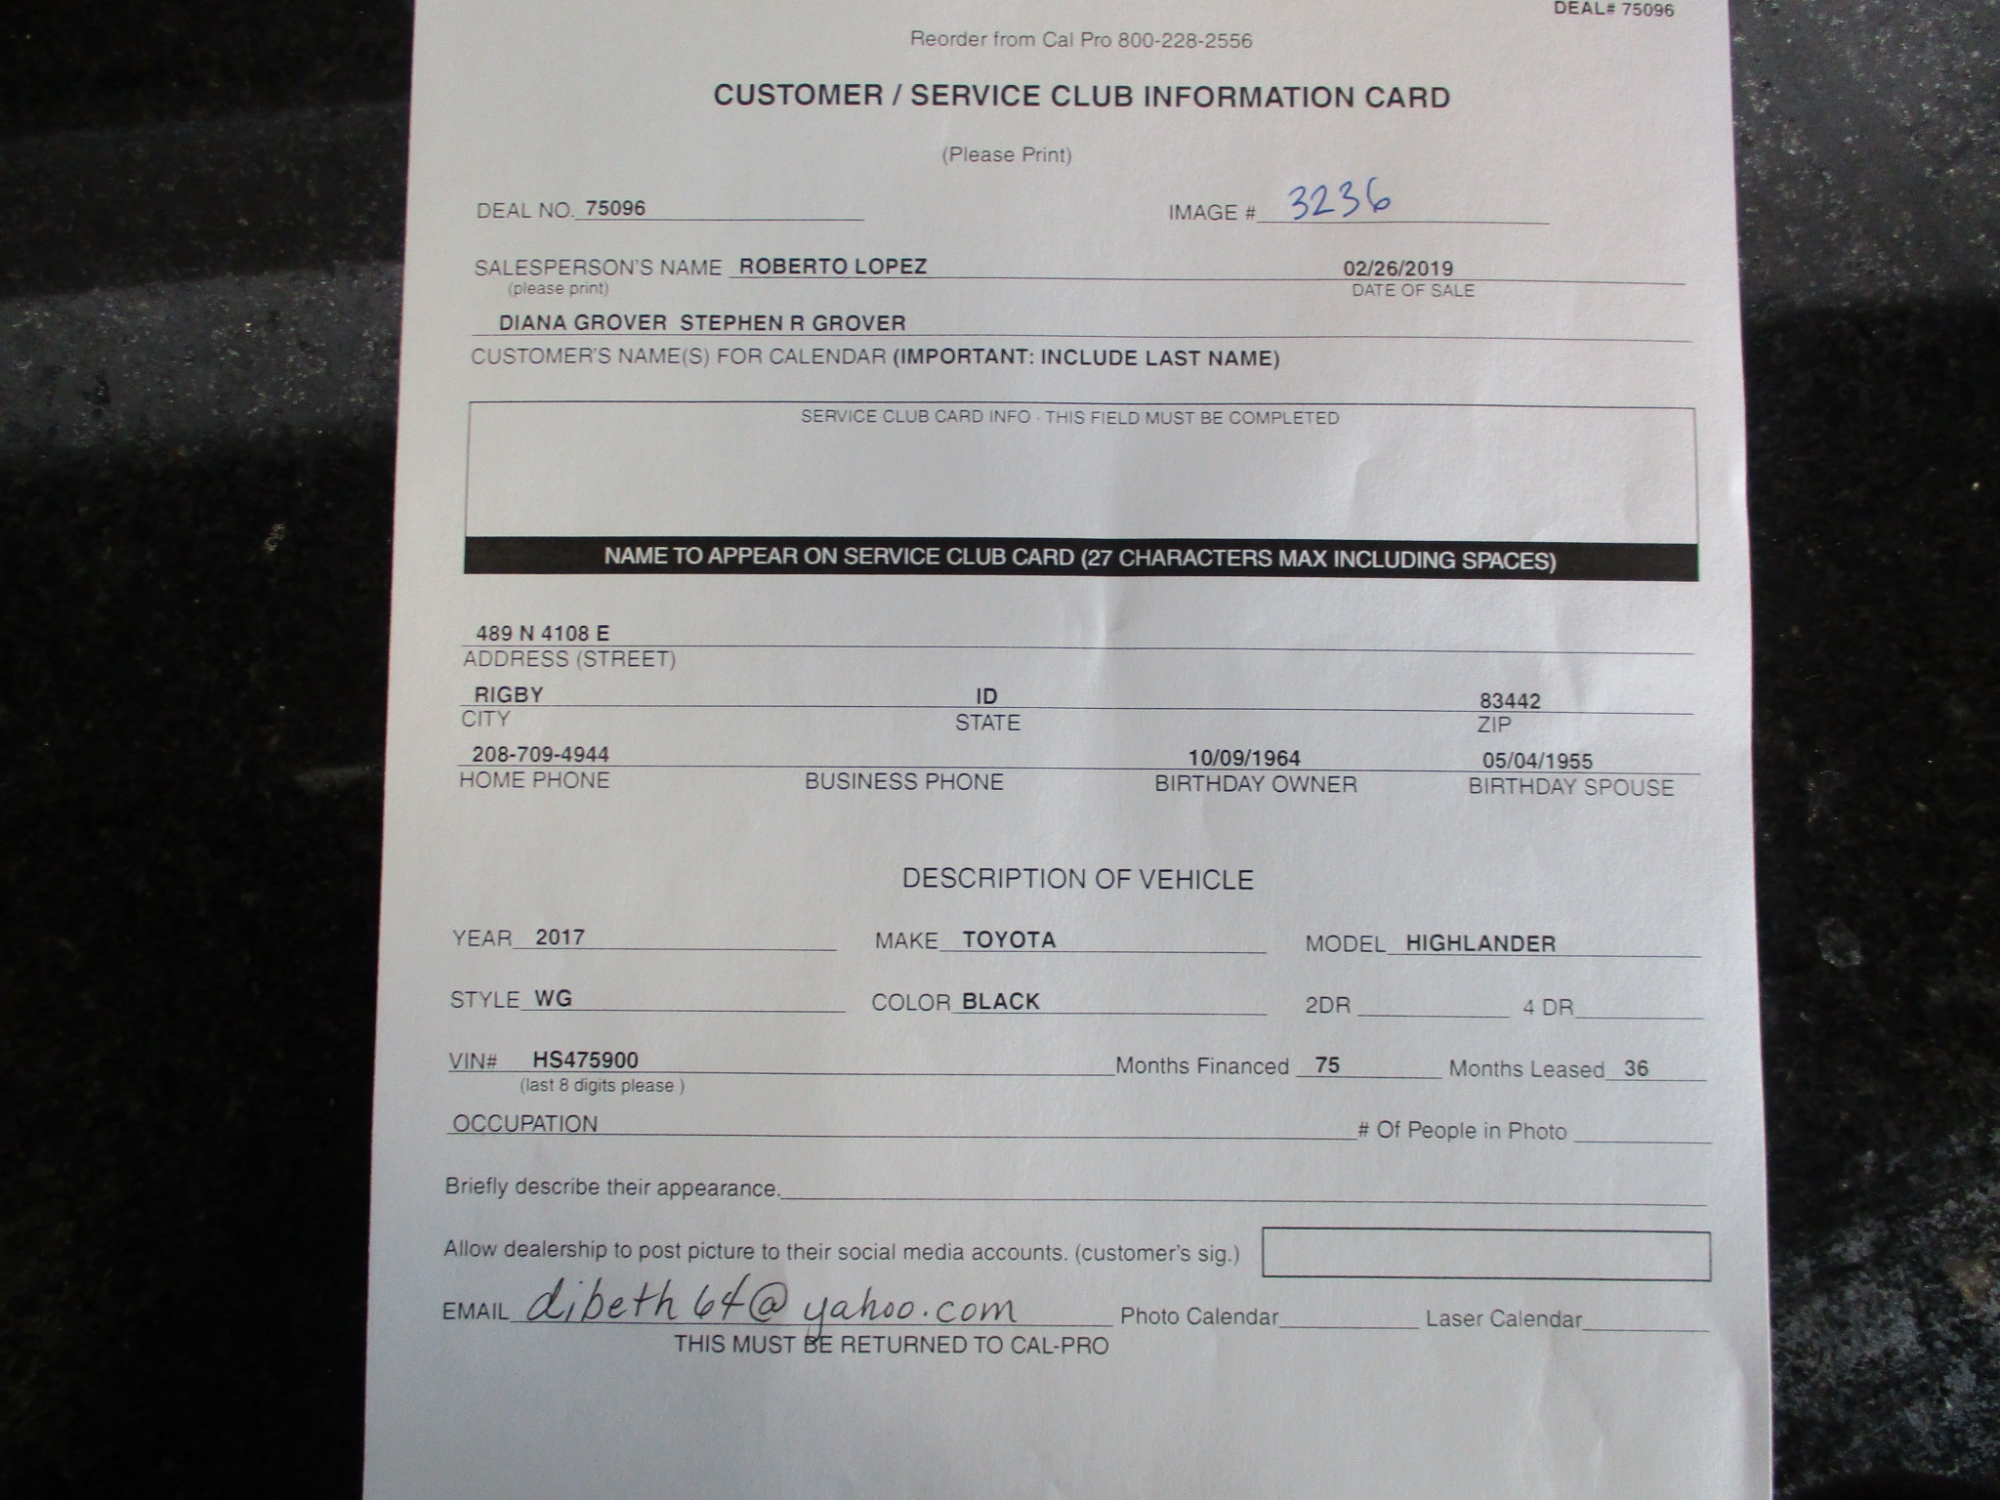 DEAL# 75096
Reorder from Cal Pro 800-228-2556
CUSTOMER / SERVICE CLUB INFORMATION CARD
(Please Print)
DEAL NO. 75096 IMAGE # 3236
SALESPERSON'S NAME ROBERTO LOPEZ 02/26/2019
(please print) DATE OF SALE
DIANA GROVER STEPHEN R GROVER
CUSTOMER'S NAME(S) FOR CALENDAR (IMPORTANT: INCLUDE LAST NAME)
SERVICE CLUB CARD INFO - THIS FIELD MUST BE COMPLETED
NAME TO APPEAR ON SERVICE CLUB CARD (27 CHARACTERS MAX INCLUDING SPACES)
489 N 4108 E
ADDRESS (STREET)
RIGBY ID 83442
CITY STATE ZIP
208-709-4944 10/09/1964 05/04/1955
HOME PHONE BUSINESS PHONE BIRTHDAY OWNER BIRTHDAY SPOUSE
DESCRIPTION OF VEHICLE
YEAR 2017 MAKE TOYOTA MODEL HIGHLANDER
STYLE WG COLOR BLACK 2DR 4 DR
VIN# HS475900 Months Financed 75 Months Leased 36
(last 8 digits please )
OCCUPATION # Of People in Photo
Briefly describe their appearance.
Allow dealership to post picture to their social media accounts. (customer's sig.)
EMAIL dibeth64@yahoo.com Photo Calendar Laser Calendar
THIS MUST BE RETURNED TO CAL-PRO